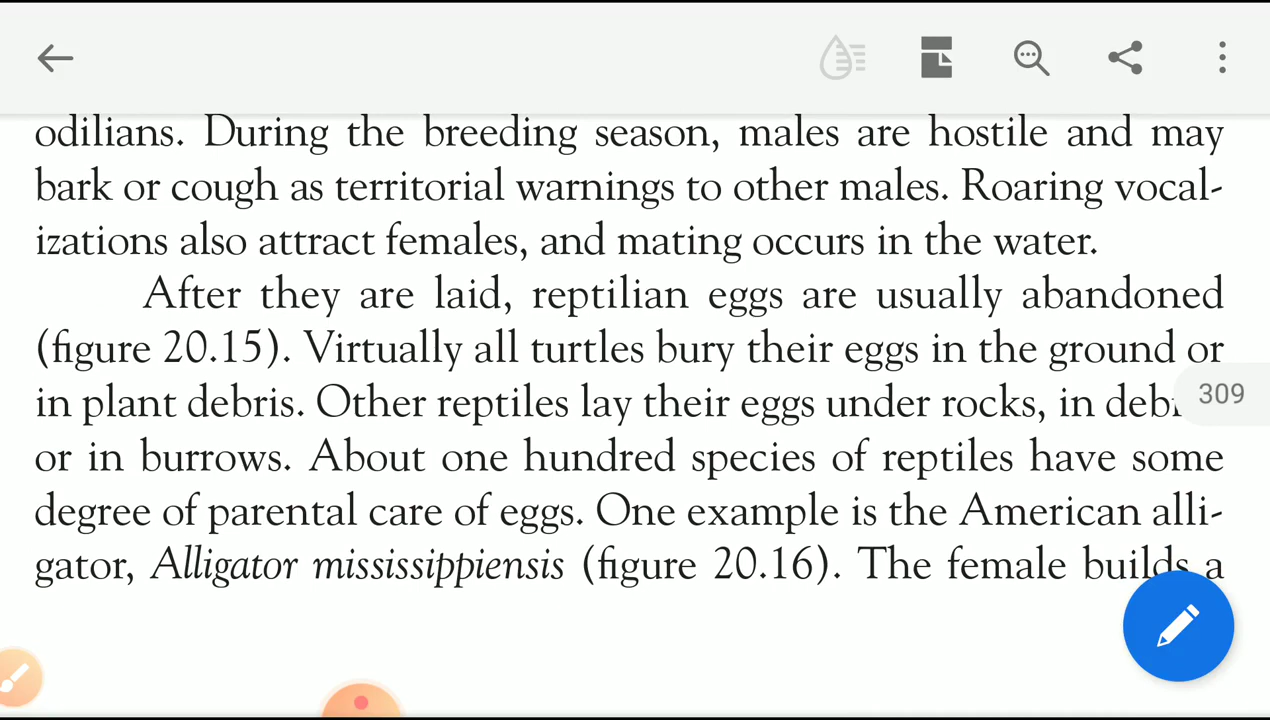 odilians. During the breeding season, males are hostile and may
bark or cough as territorial warnings to other males. Roaring vocal-
izations also attract females, and mating occurs in the water.
After they are laid, reptilian eggs are usually abandoned
(figure 20.15). Virtually all turtles bury their eggs in the ground or
in plant debris. Other reptiles lay their eggs under rocks, in
309
or in burrows. About one hundred species of reptiles have some
degree of parental care of eggs. One example is the American alli-
gator, Alligator mississippiensis (figure 20.16). The female builds a